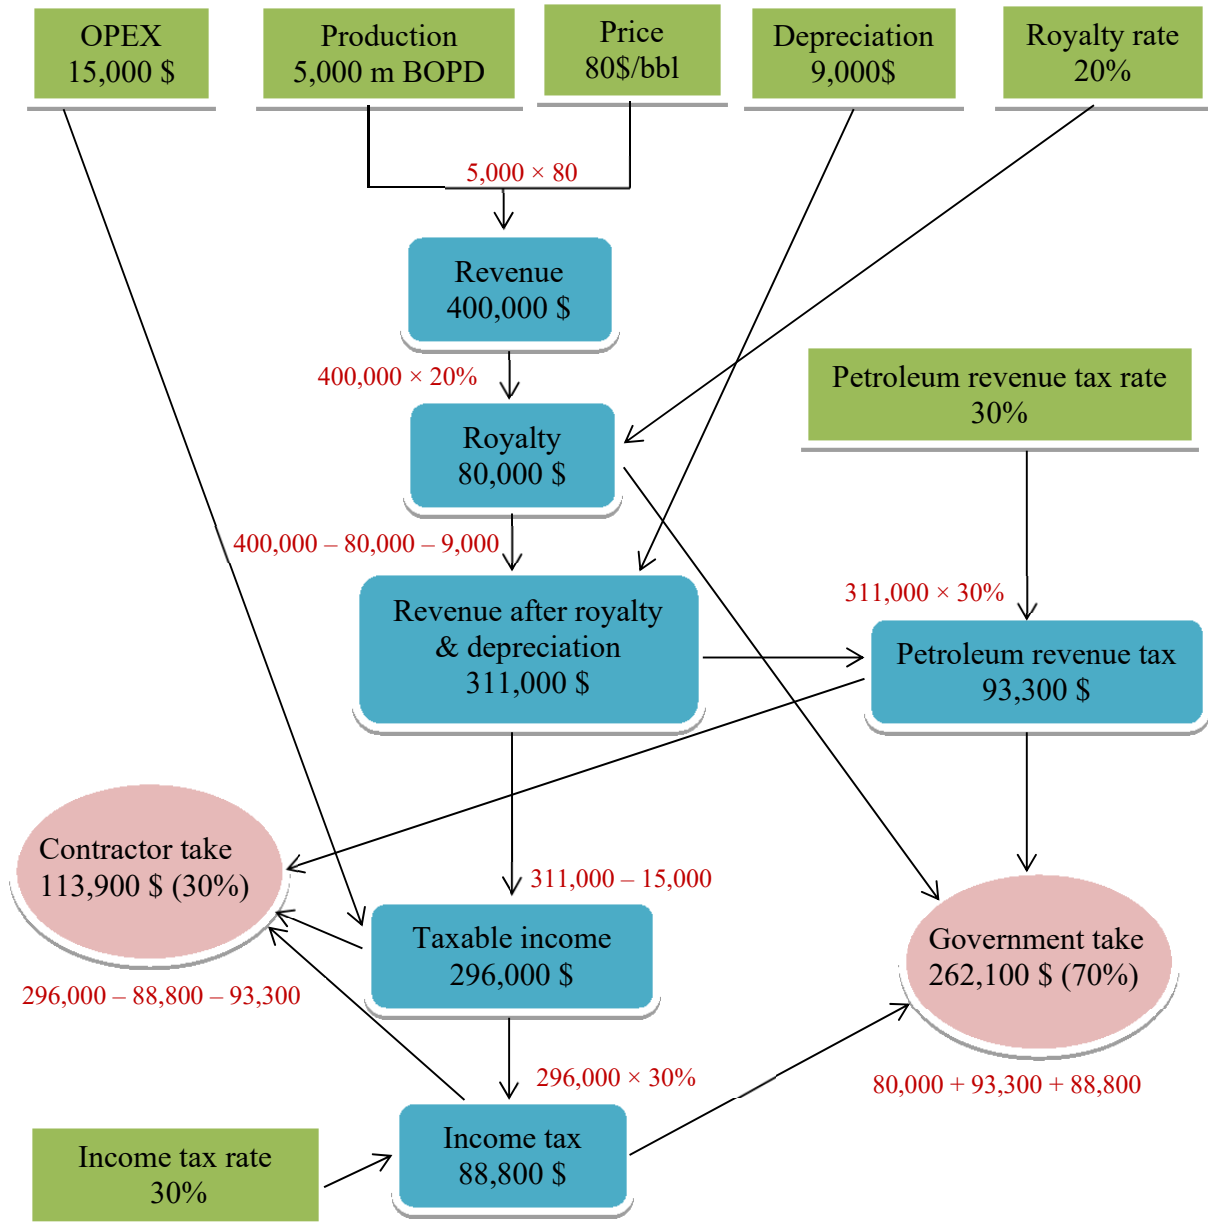 OPEX
15,000 $
Production
5,000 m BOPD
Price
80$/bbl
Depreciation
9,000$
Royalty rate
20%
5,000 × 80
Revenue
400,000 $
400,000 × 20%
Petroleum revenue tax rate
30%
Royalty
80,000 $
400,000 – 80,000 – 9,000
311,000 × 30%
Revenue after royalty
& depreciation
311,000 $
Petroleum revenue tax
93,300 $
Contractor take
113,900 $ (30%)
311,000 – 15,000
Taxable income
296,000 $
Government take
262,100 $ (70%)
296,000 – 88,800 – 93,300
296,000 × 30%
80,000 + 93,300 + 88,800
Income tax rate
30%
Income tax
88,800 $